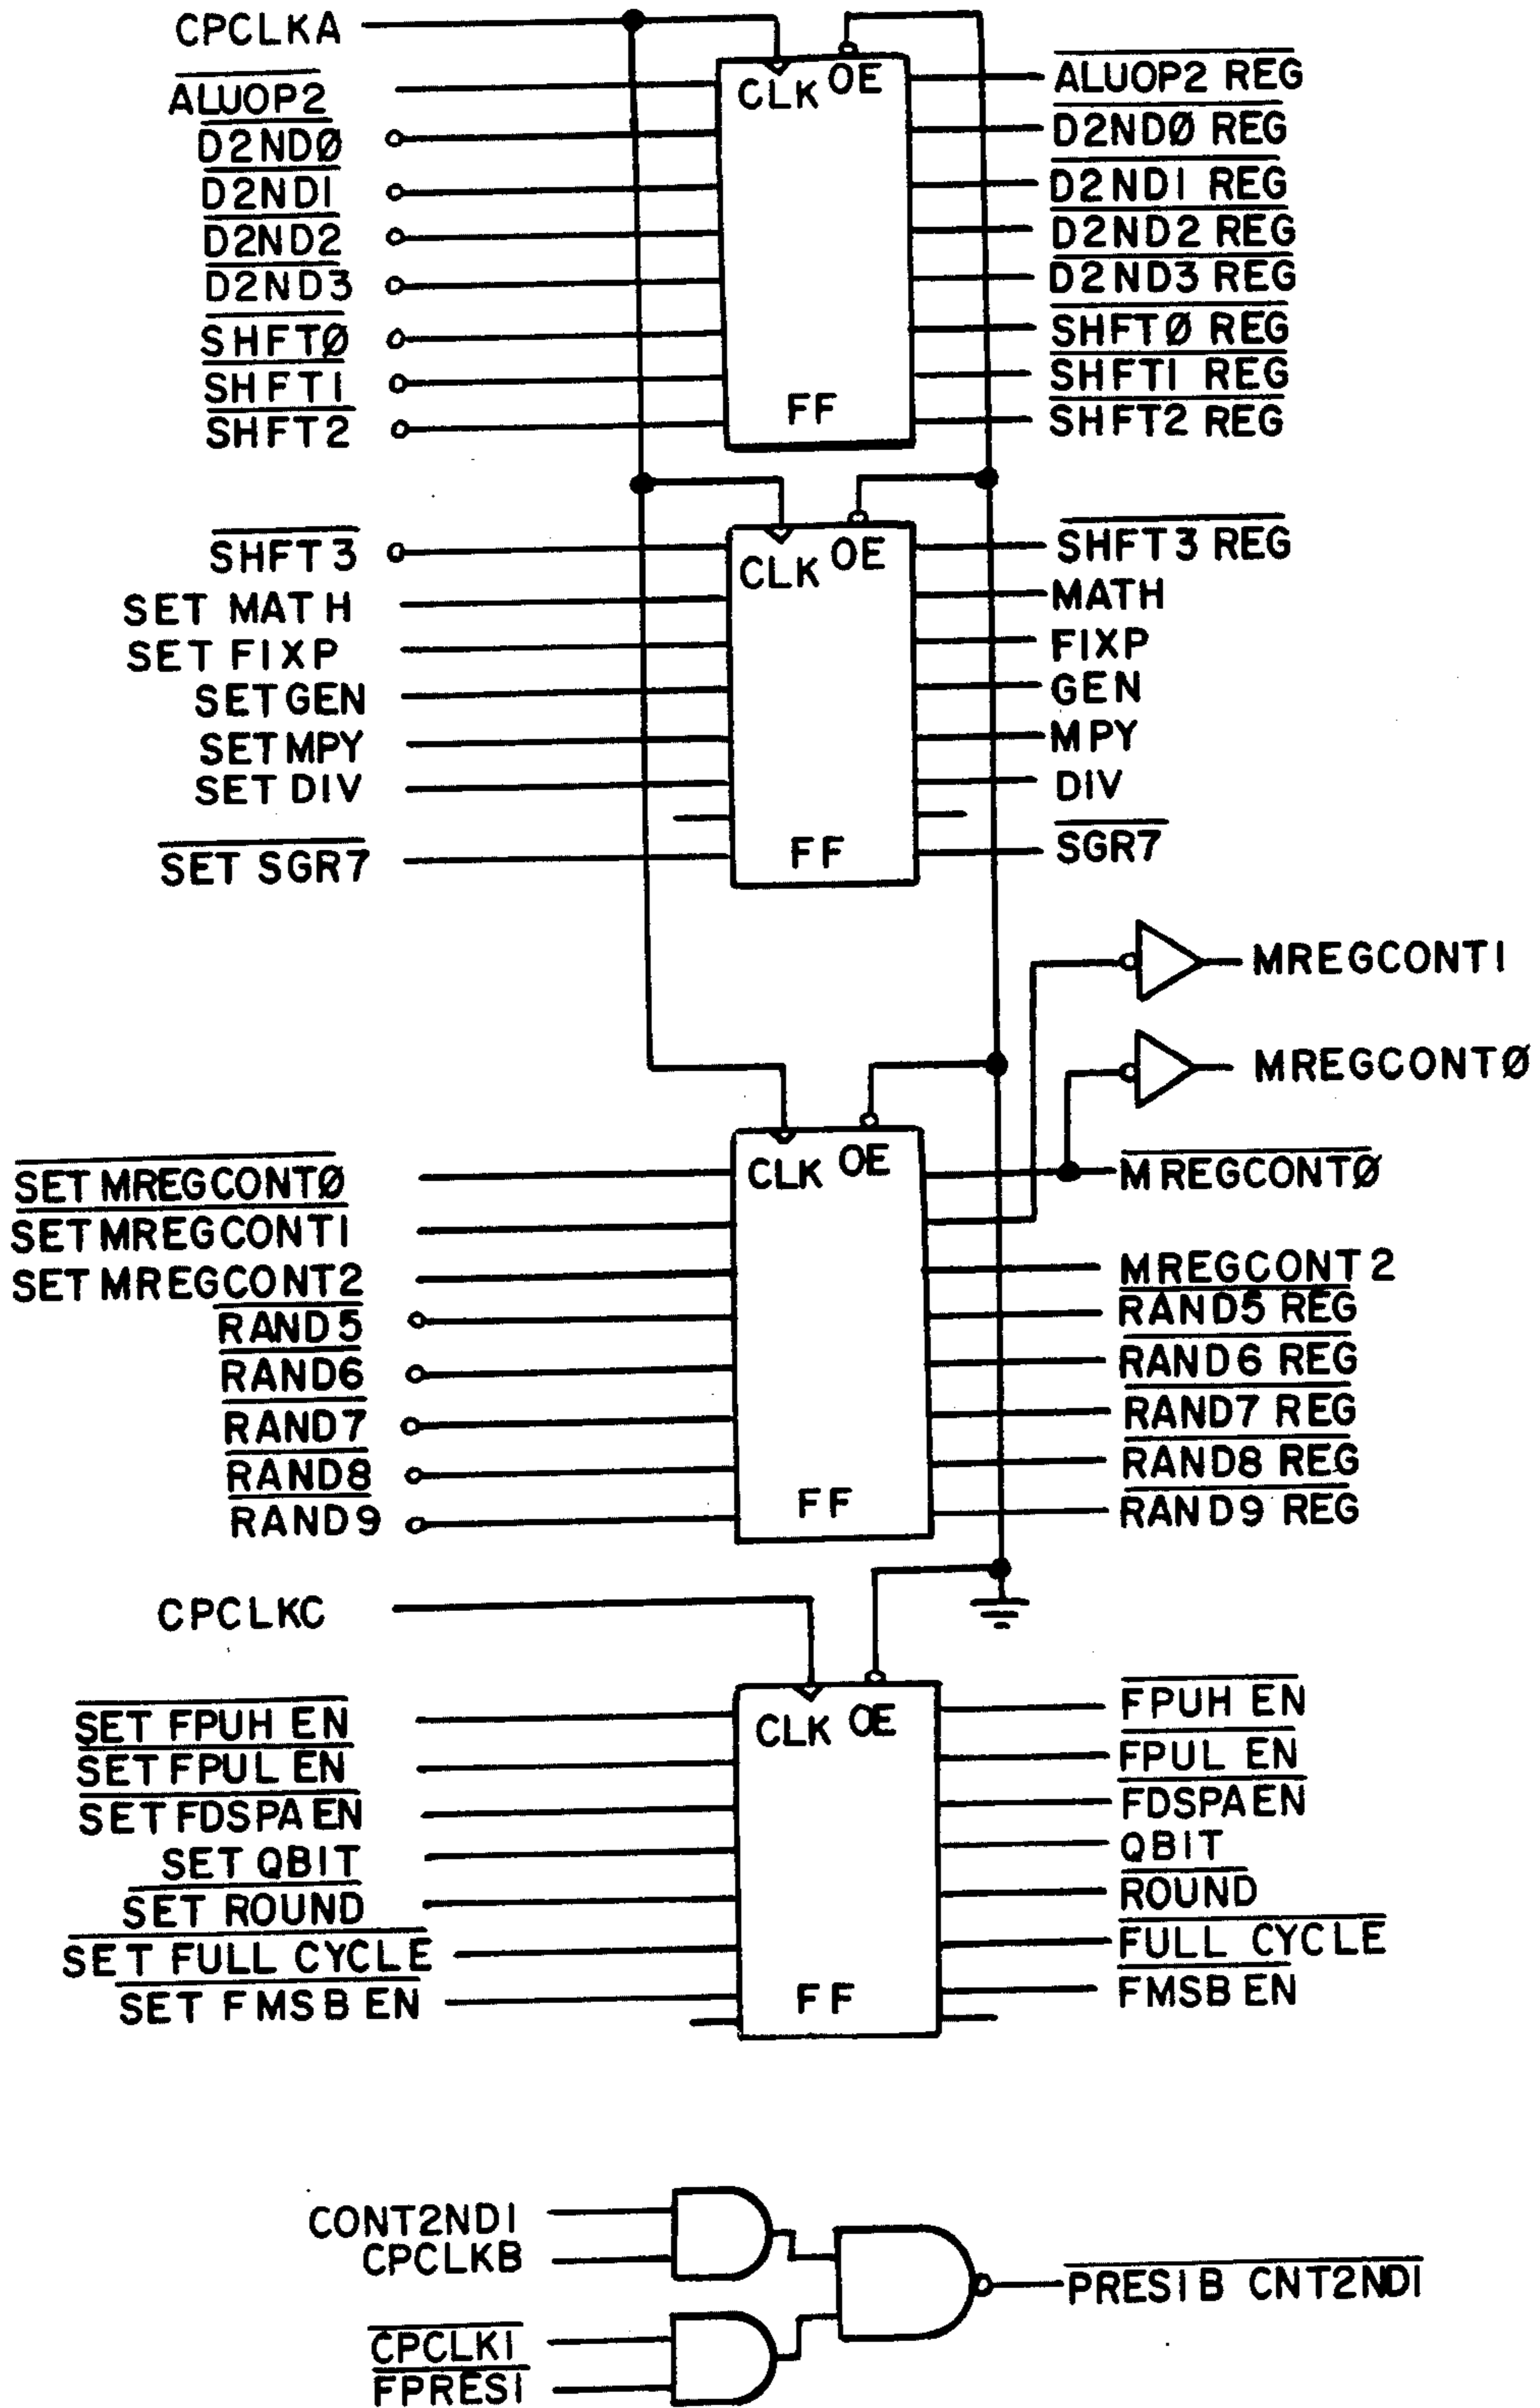 CPCLKA
ALUOP2
D2NDØ
D2ND1
D2ND2
D2ND3
SHFTØ
SHFT1
SHFT2
CLK OE
FF
ALUOP2 REG
D2NDØ REG
D2ND1 REG
D2ND2 REG
D2ND3 REG
SHFTØ REG
SHFT1 REG
SHFT2 REG
SHFT3
SET MATH
SET FIXP
SET GEN
SET MPY
SET DIV
SET SGR7
CLK OE
FF
SHFT3 REG
MATH
FIXP
GEN
MPY
DIV
SGR7
MREGCONT1
MREGCONTØ
SET MREGCONTØ
SET MREGCONT1
SET MREGCONT2
RAND5
RAND6
RAND7
RAND8
RAND9
CLK OE
FF
MREGCONTØ
MREGCONT2
RAND5 REG
RAND6 REG
RAND7 REG
RAND8 REG
RAND9 REG
CPCLKC
SET FPUH EN
SET FPUL EN
SET FDSPA EN
SET QBIT
SET ROUND
SET FULL CYCLE
SET FMSB EN
CLK OE
FF
FPUH EN
FPUL EN
FDSPA EN
QBIT
ROUND
FULL CYCLE
FMSB EN
CONT2ND1
CPCLKB
CPCLK1
FPRES1
PRES1B CNT2ND1